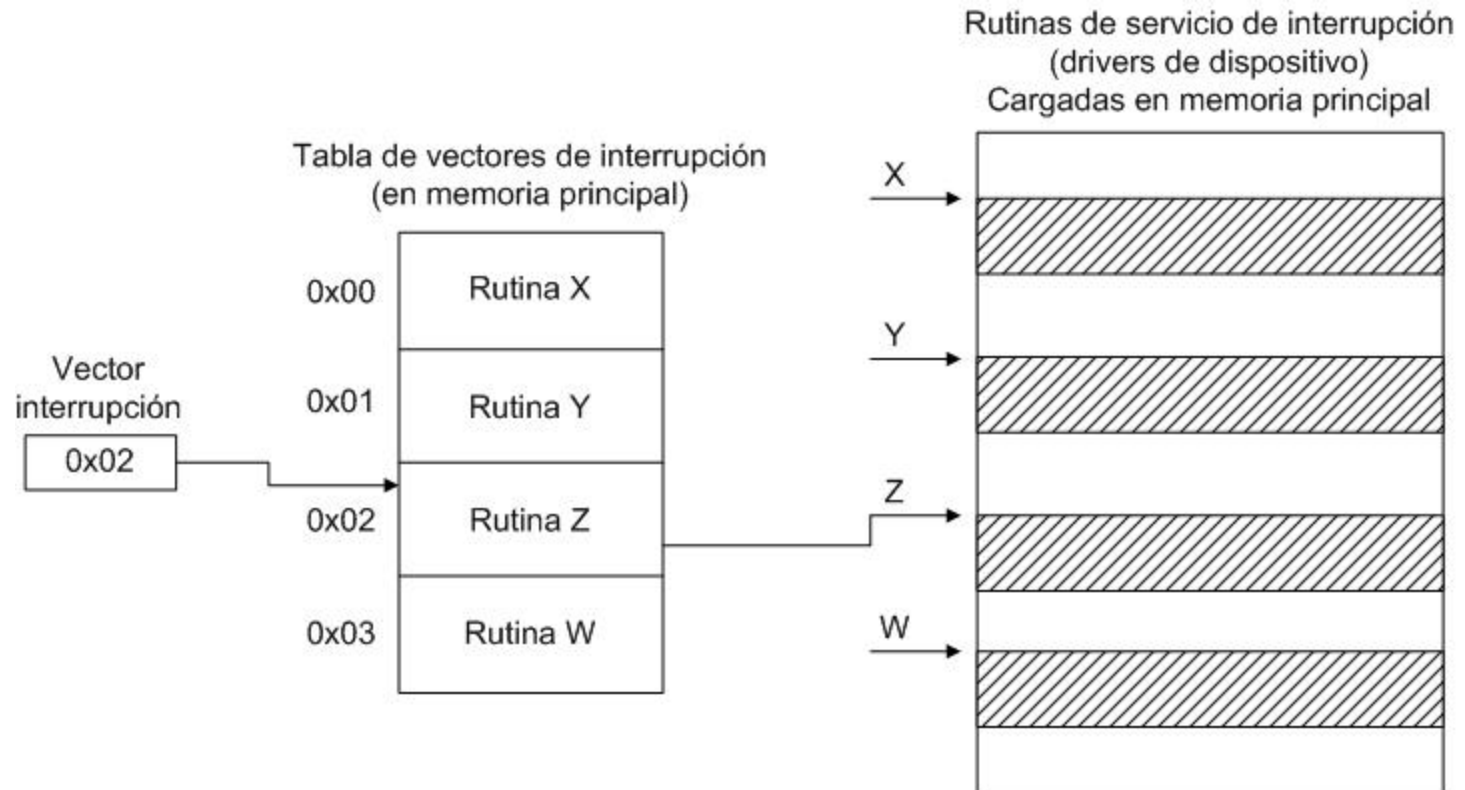 Rutinas de servicio de interrupción
(drivers de dispositivo)
Cargadas en memoria principal
Tabla de vectores de interrupción
(en memoria principal)
X
0x00
Rutina X
Y
Vector
interrupción
0x02
0x01
Rutina Y
Z
0x02
Rutina Z
W
0x03
Rutina W